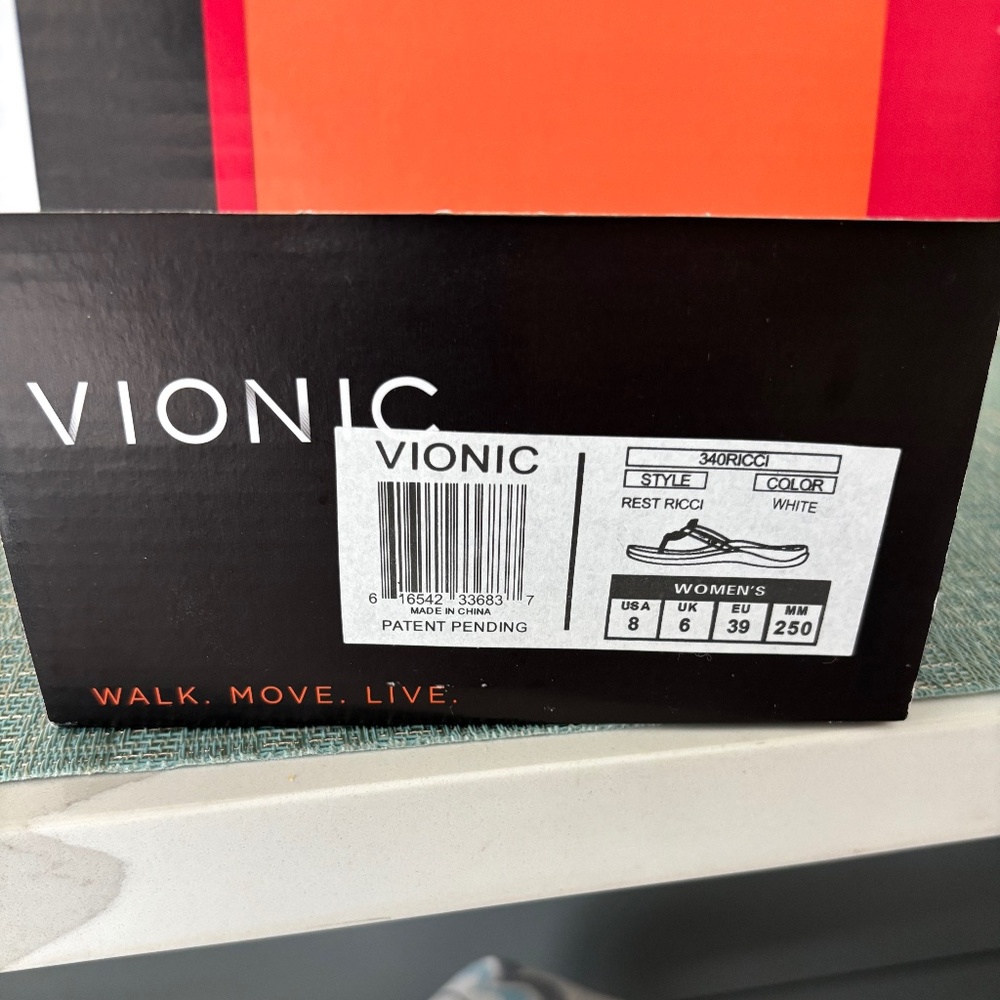 VIONIC
VIONIC
6 16542 33683 7
MADE IN CHINA
PATENT PENDING
340RICCI
STYLE COLOR
REST RICCI WHITE
WOMEN'S
USA UK EU MM
8 6 39 250
WALK. MOVE. LIVE.